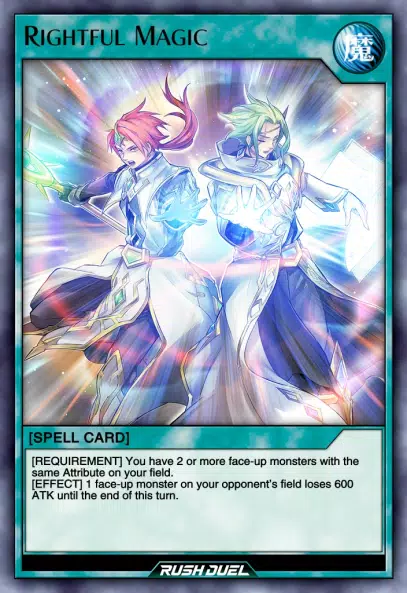 Rightful Magic
魔
[SPELL CARD]
[REQUIREMENT] You have 2 or more face-up monsters with the
same Attribute on your field.
[EFFECT] 1 face-up monster on your opponent's field loses 600
ATK until the end of this turn.
RUSH DUEL